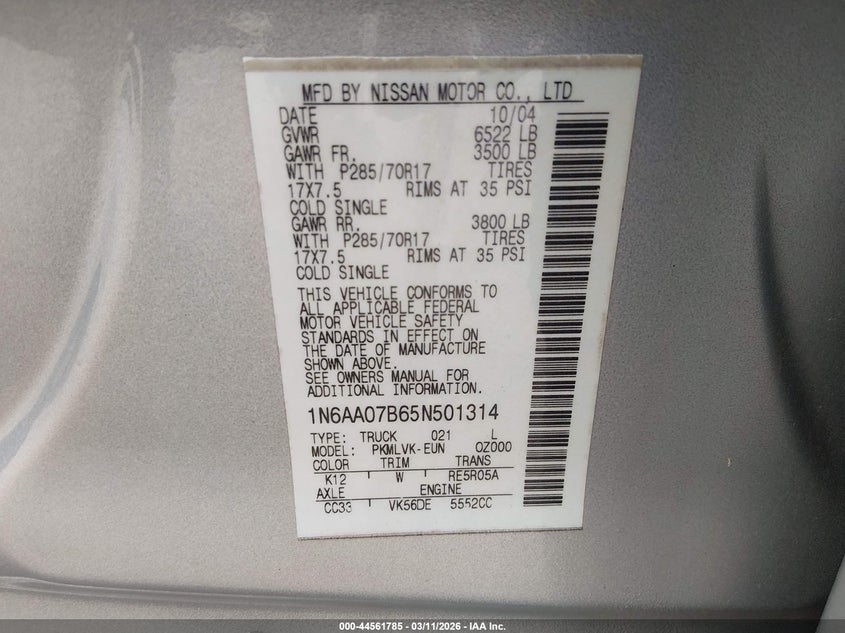 MFD BY NISSAN MOTOR CO., LTD
DATE 10/04
GVWR 6522 LB
GAWR FR. 3500 LB
WITH P285/70R17 TIRES
17X7.5 RIMS AT 35 PSI
COLD SINGLE
GAWR RR. 3800 LB
WITH P285/70R17 TIRES
17X7.5 RIMS AT 35 PSI
COLD SINGLE
THIS VEHICLE CONFORMS TO
ALL APPLICABLE FEDERAL
MOTOR VEHICLE SAFETY
STANDARDS IN EFFECT ON
THE DATE OF MANUFACTURE
SHOWN ABOVE.
SEE OWNERS MANUAL FOR
ADDITIONAL INFORMATION.
1N6AA07B65N501314
TYPE: TRUCK 021 L
MODEL: PKMLVK-EUN OZ000
COLOR TRIM TRANS
K12 W RE5R05A
AXLE ENGINE
CC33 VK56DE 5552CC
000-44561785 - 03/11/2026 - IAA Inc.